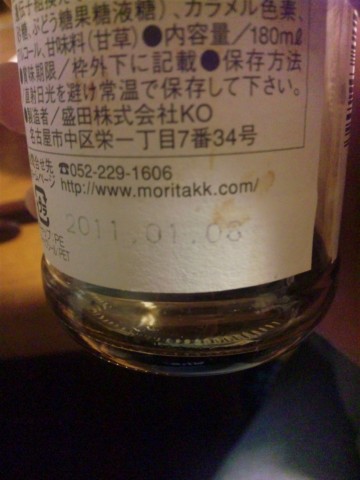 糖、ぶどう糖果糖液糖)、カラメル色素、
コール、甘味料(甘草)●内容量/180mℓ
賞味期限/枠外下に記載●保存方法
直射日光を避け常温で保存して下さい。
●製造者/盛田株式会社KO
名古屋市中区栄一丁目7番34号
☎052-229-1606
http://www.moritakk.com/
2011.01.08
PE
PET